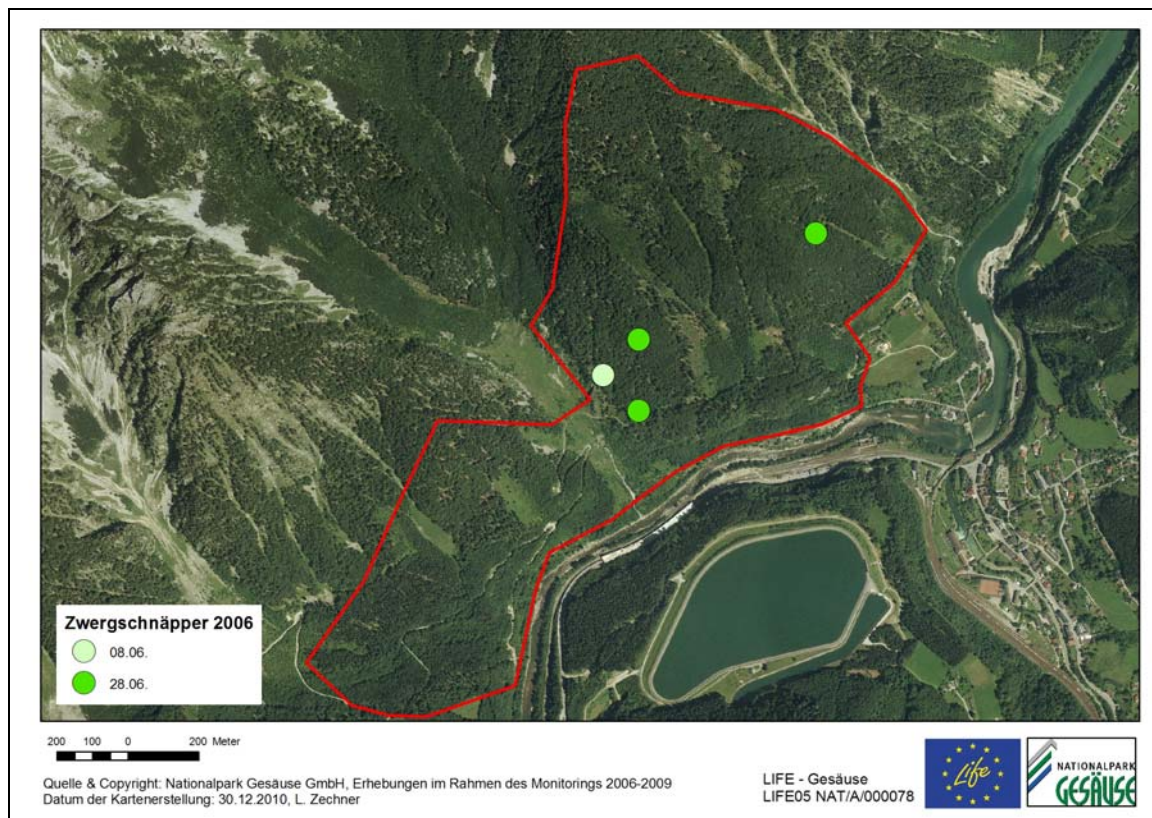 Zwergschnäpper 2006
08.06.
28.06.
200 100 0 200 Meter
Quelle & Copyright: Nationalpark Gesäuse GmbH, Erhebungen im Rahmen des Monitorings 2006-2009
Datum der Kartenerstellung: 30.12.2010, L. Zechner
LIFE - Gesäuse
LIFE05 NAT/A/000078
Life
NATIONALPARK
GESÄUSE